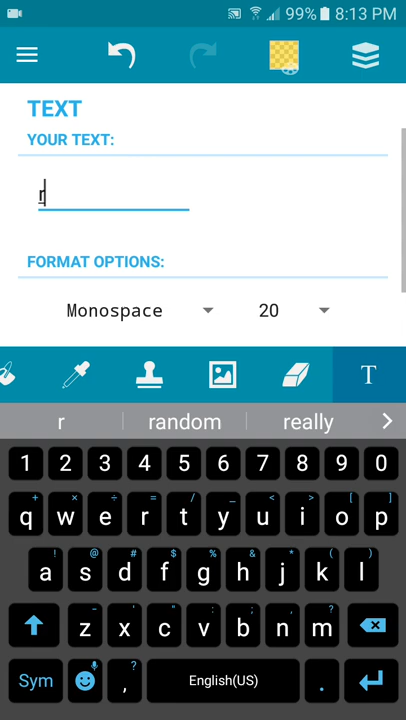 99% 8:13 PM
TEXT
YOUR TEXT:
r
FORMAT OPTIONS:
Monospace 20
T
r random really
1 2 3 4 5 6 7 8 9 0
+ × ÷ = / _ < > [ ]
q w e r t y u i o p
! @ # $ % & * ( )
a s d f g h j k l
- ' " : ; , ?
z x c v b n m
Sym , ? English(US) .